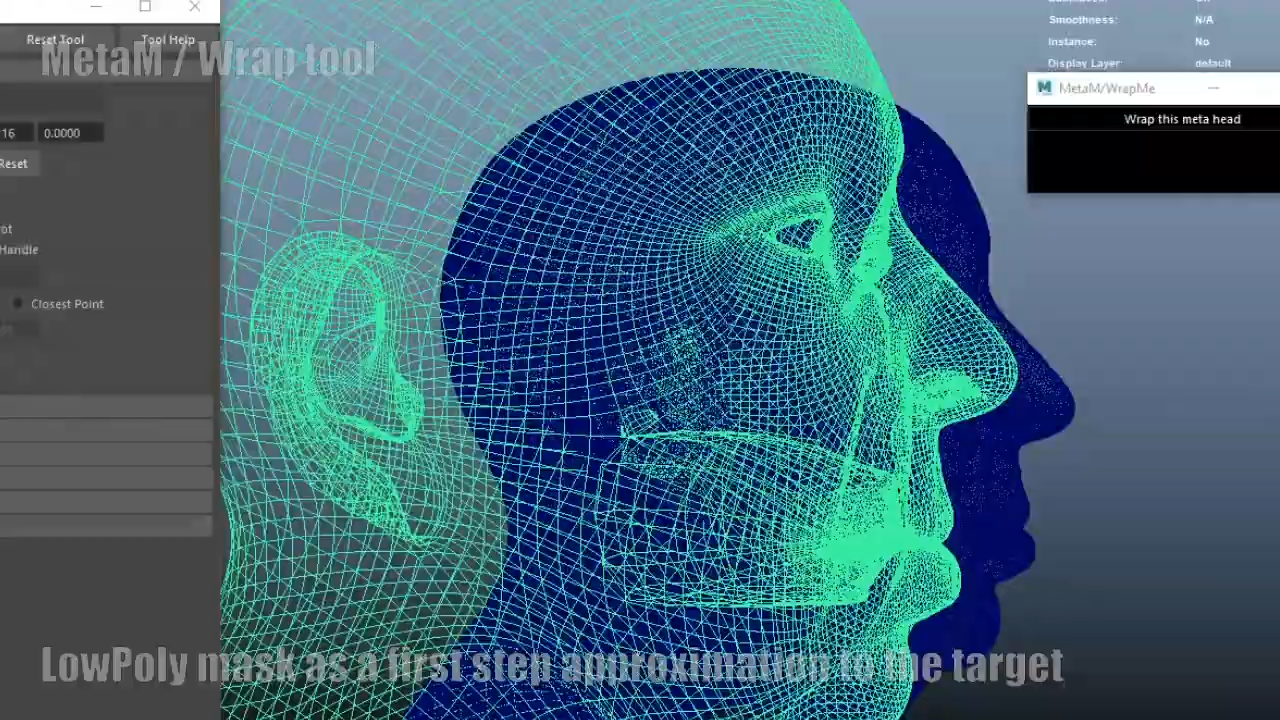 Smoothness: N/A
Reset Tool Tool Help
Instance: No
MetaM / Wrap tool
Display Layer: default
MetaM/WrapMe
Wrap this meta head
16 0.0000
Reset
Handle
Closest Point
LowPoly mask as a first step approximation to the target